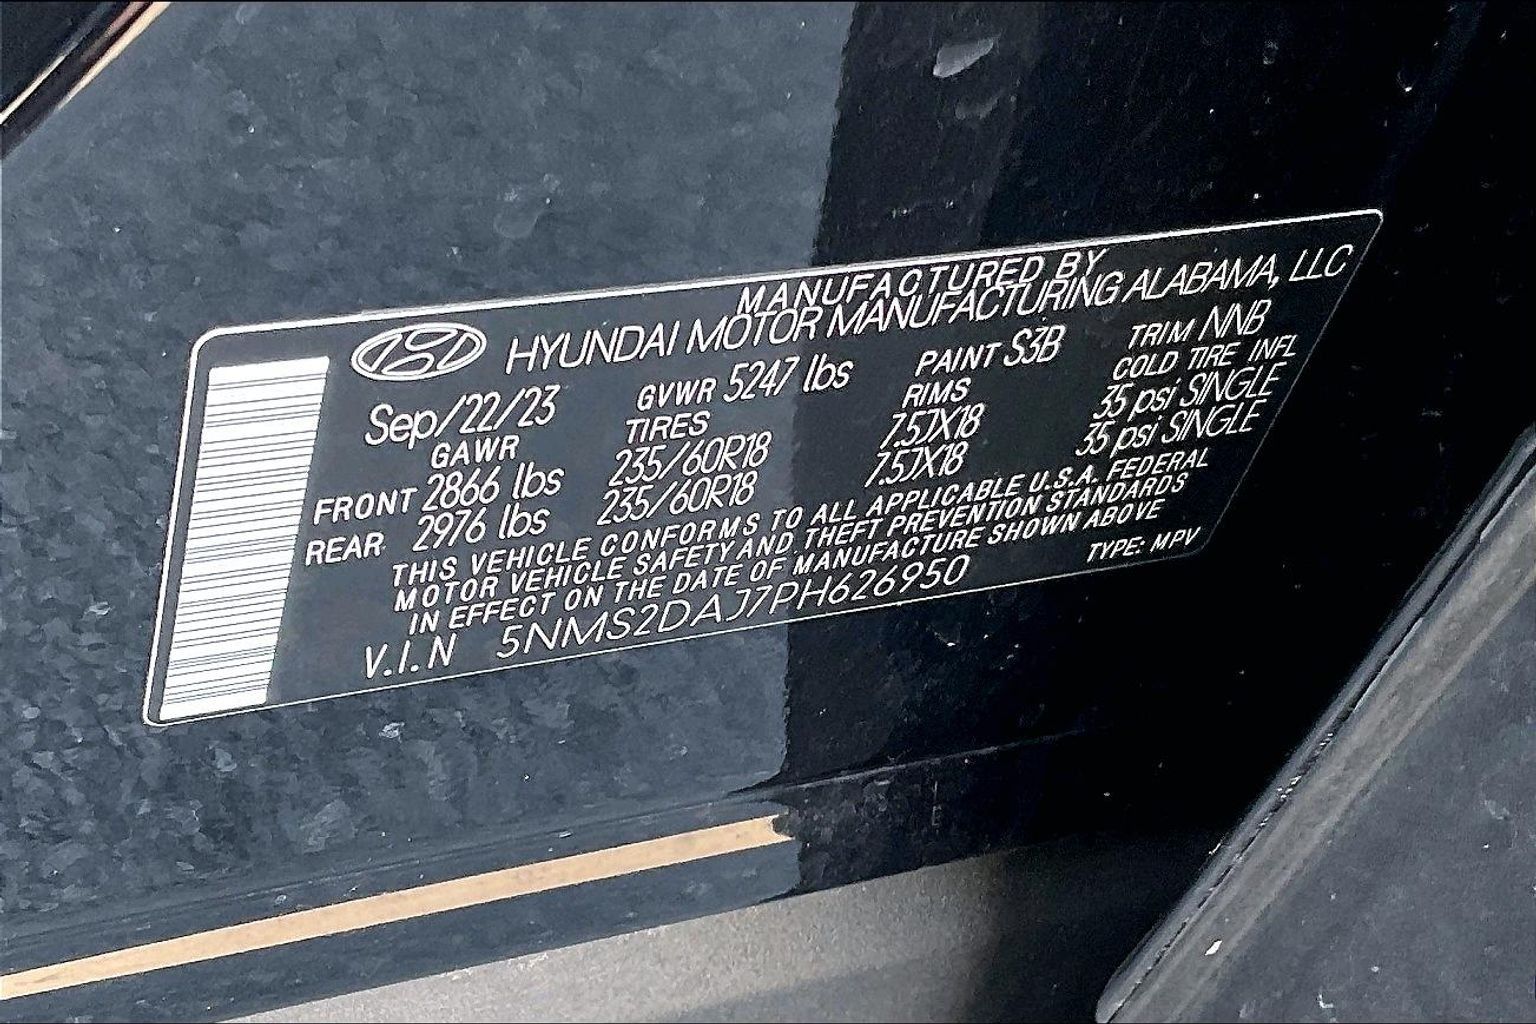 MANUFACTURED BY
HYUNDAI MOTOR MANUFACTURING ALABAMA, LLC
Sep/22/23 GVWR 5247 lbs PAINT S3B TRIM NNB
GAWR TIRES RIMS COLD TIRE INFL
FRONT 2866 lbs 235/60R18 7.5JX18 35 psi SINGLE
REAR 2976 lbs 235/60R18 7.5JX18 35 psi SINGLE
THIS VEHICLE CONFORMS TO ALL APPLICABLE U.S.A. FEDERAL
MOTOR VEHICLE SAFETY AND THEFT PREVENTION STANDARDS
IN EFFECT ON THE DATE OF MANUFACTURE SHOWN ABOVE
V.I.N 5NMS2DAJ7PH626950 TYPE: MPV